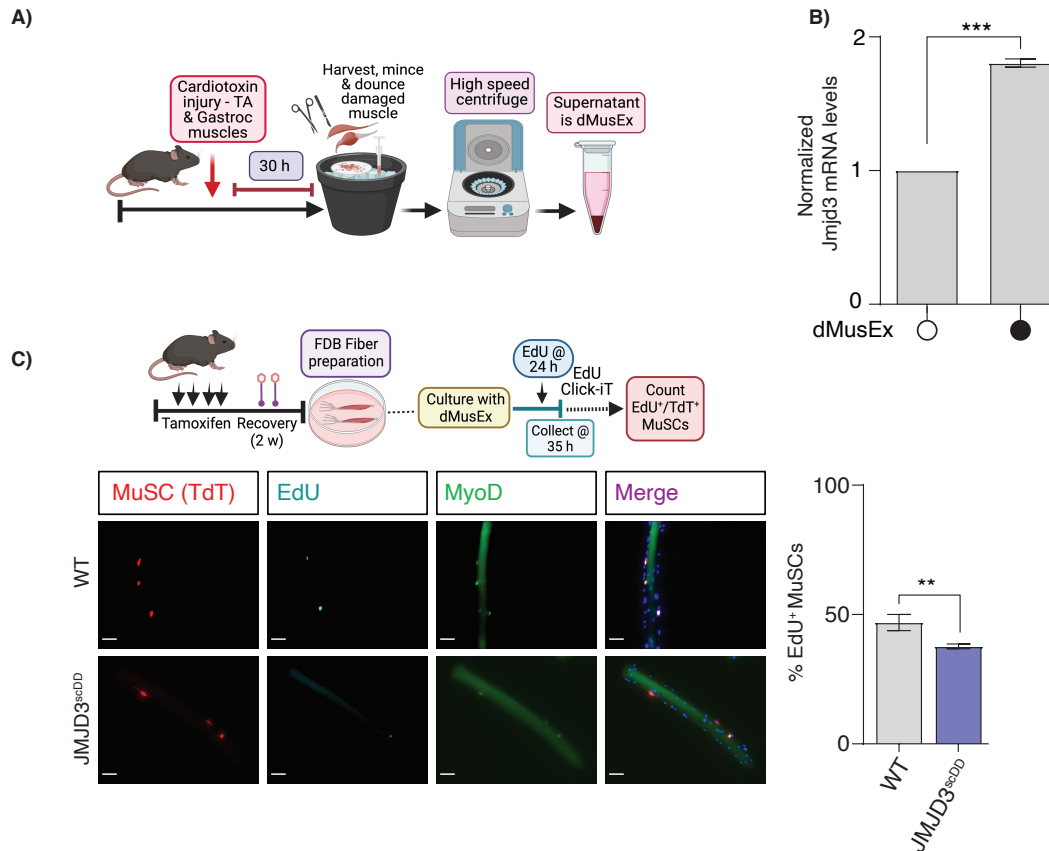 A)
Cardiotoxin
injury - TA
& Gastroc
muscles
30 h
Harvest, mince
& dounce
damaged
muscle
High speed
centrifuge
Supernatant
is dMusEx
B)
Normalized
Jmjd3 mRNA levels
2
1
0
***
dMusEx
C)
Tamoxifen
Recovery
(2 w)
FDB Fiber
preparation
Culture with
dMusEx
EdU @
24 h
Collect @
35 h
EdU
Click-iT
Count
EdU⁺/TdT⁺
MuSCs
MuSC (TdT)
EdU
MyoD
Merge
WT
JMJD3ˢᶜᴰᴰ
% EdU⁺ MuSCs
100
50
0
**
WT
JMJD3ˢᶜᴰᴰ